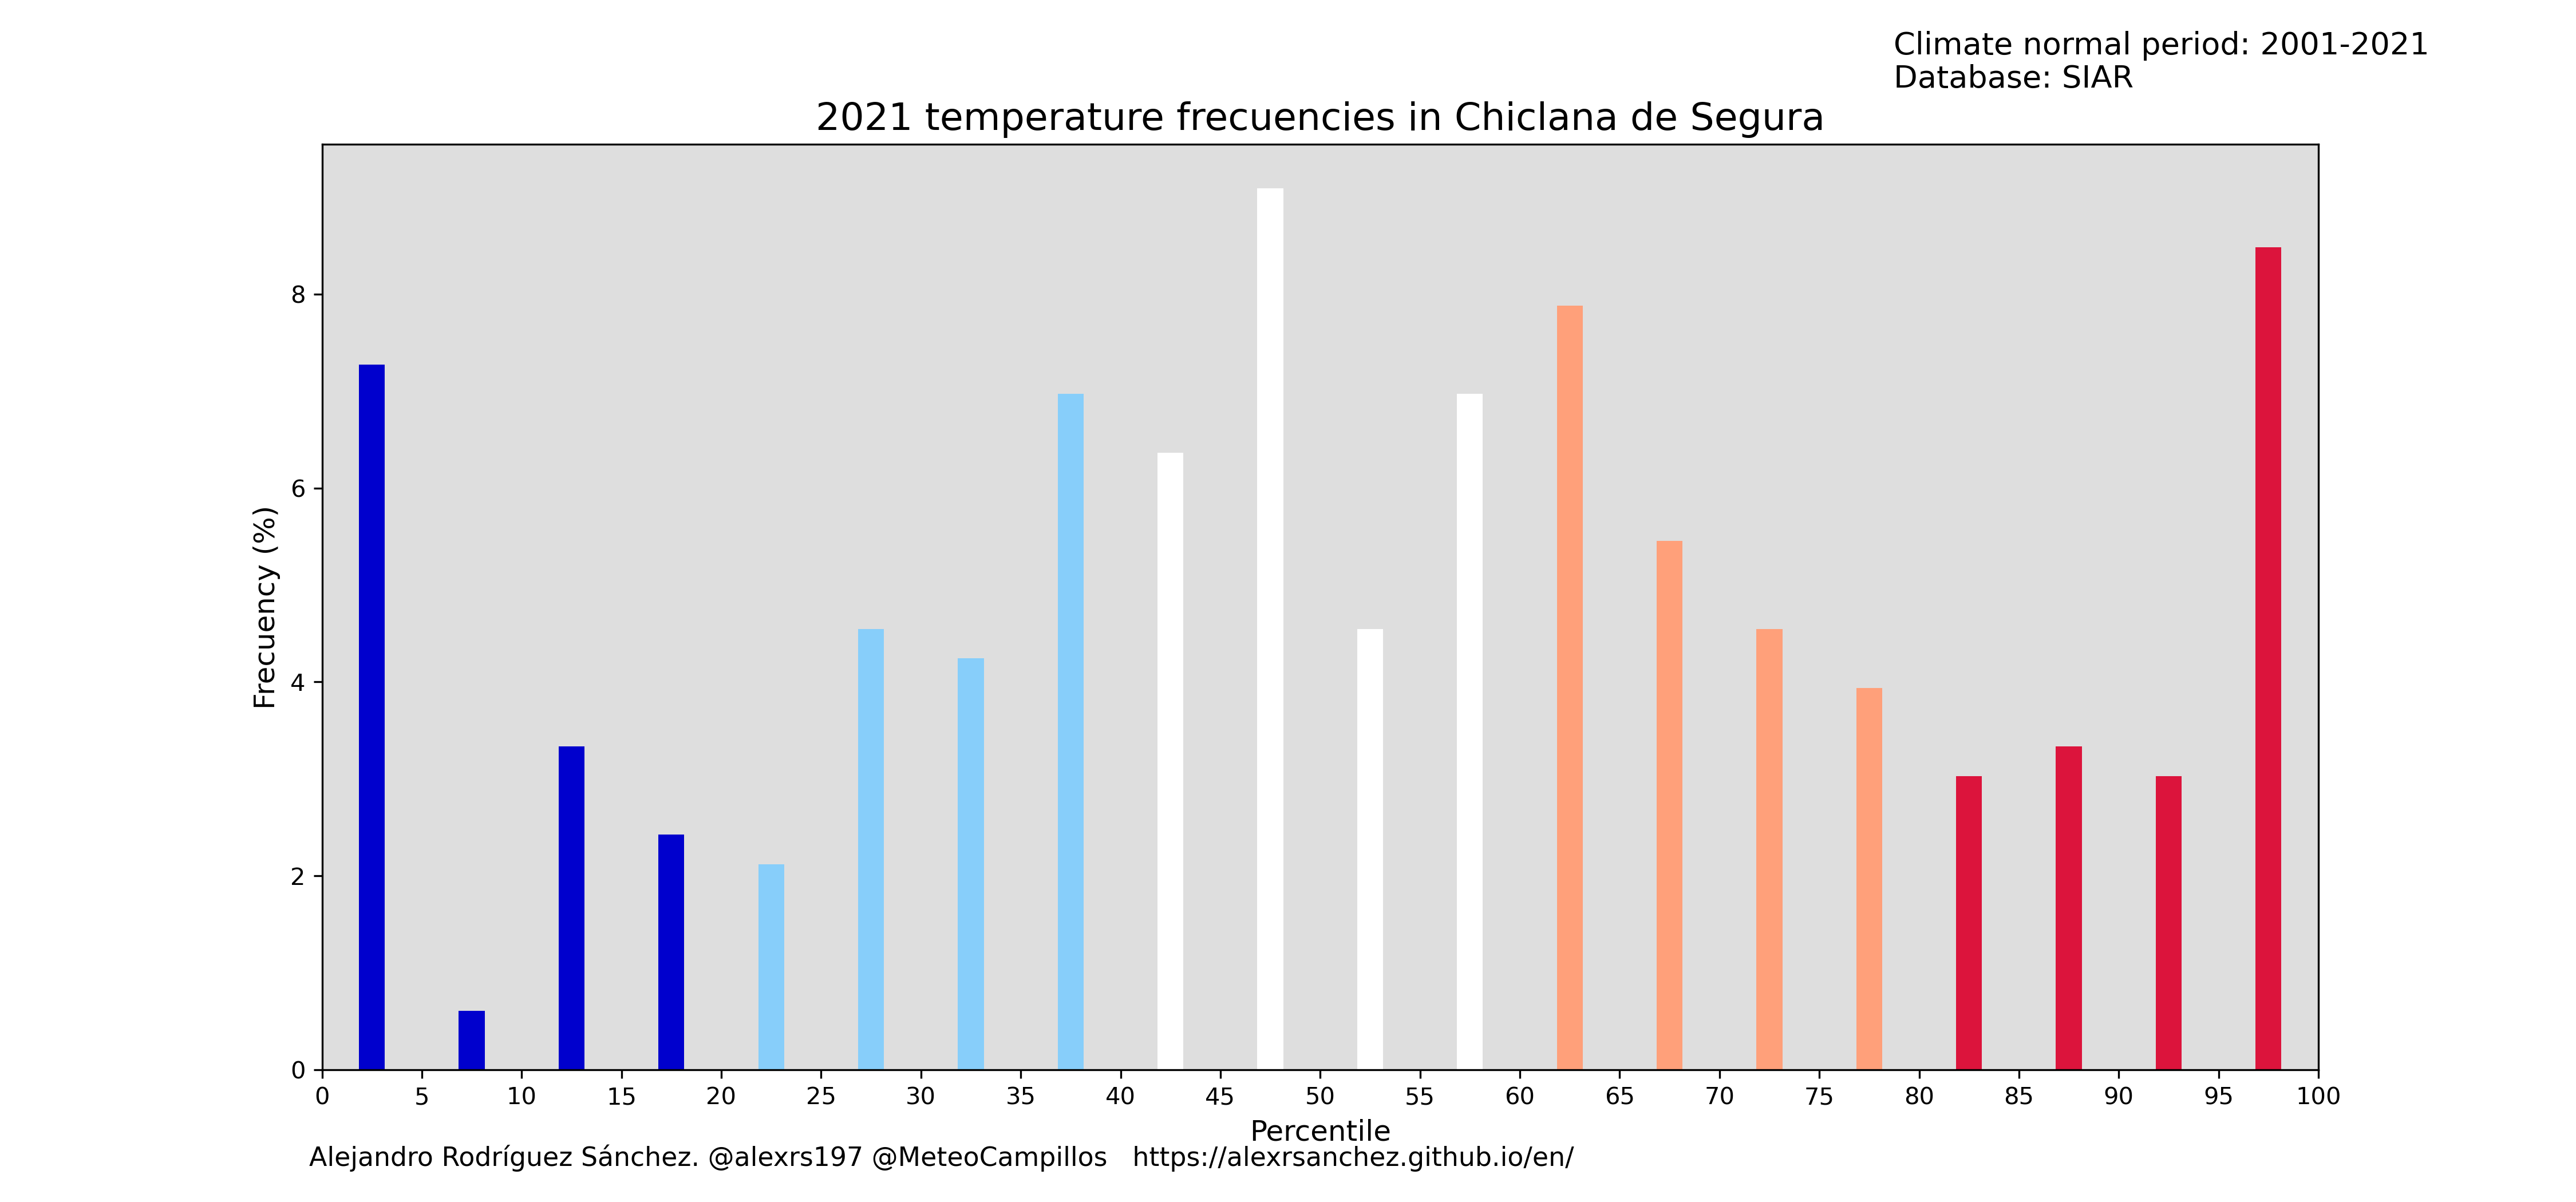 Climate normal period: 2001-2021
Database: SIAR
2021 temperature frecuencies in Chiclana de Segura
Frecuency (%)
8
6
4
2
0
0 5 10 15 20 25 30 35 40 45 50 55 60 65 70 75 80 85 90 95 100
Percentile
Alejandro Rodríguez Sánchez. @alexrs197 @MeteoCampillos https://alexrsanchez.github.io/en/